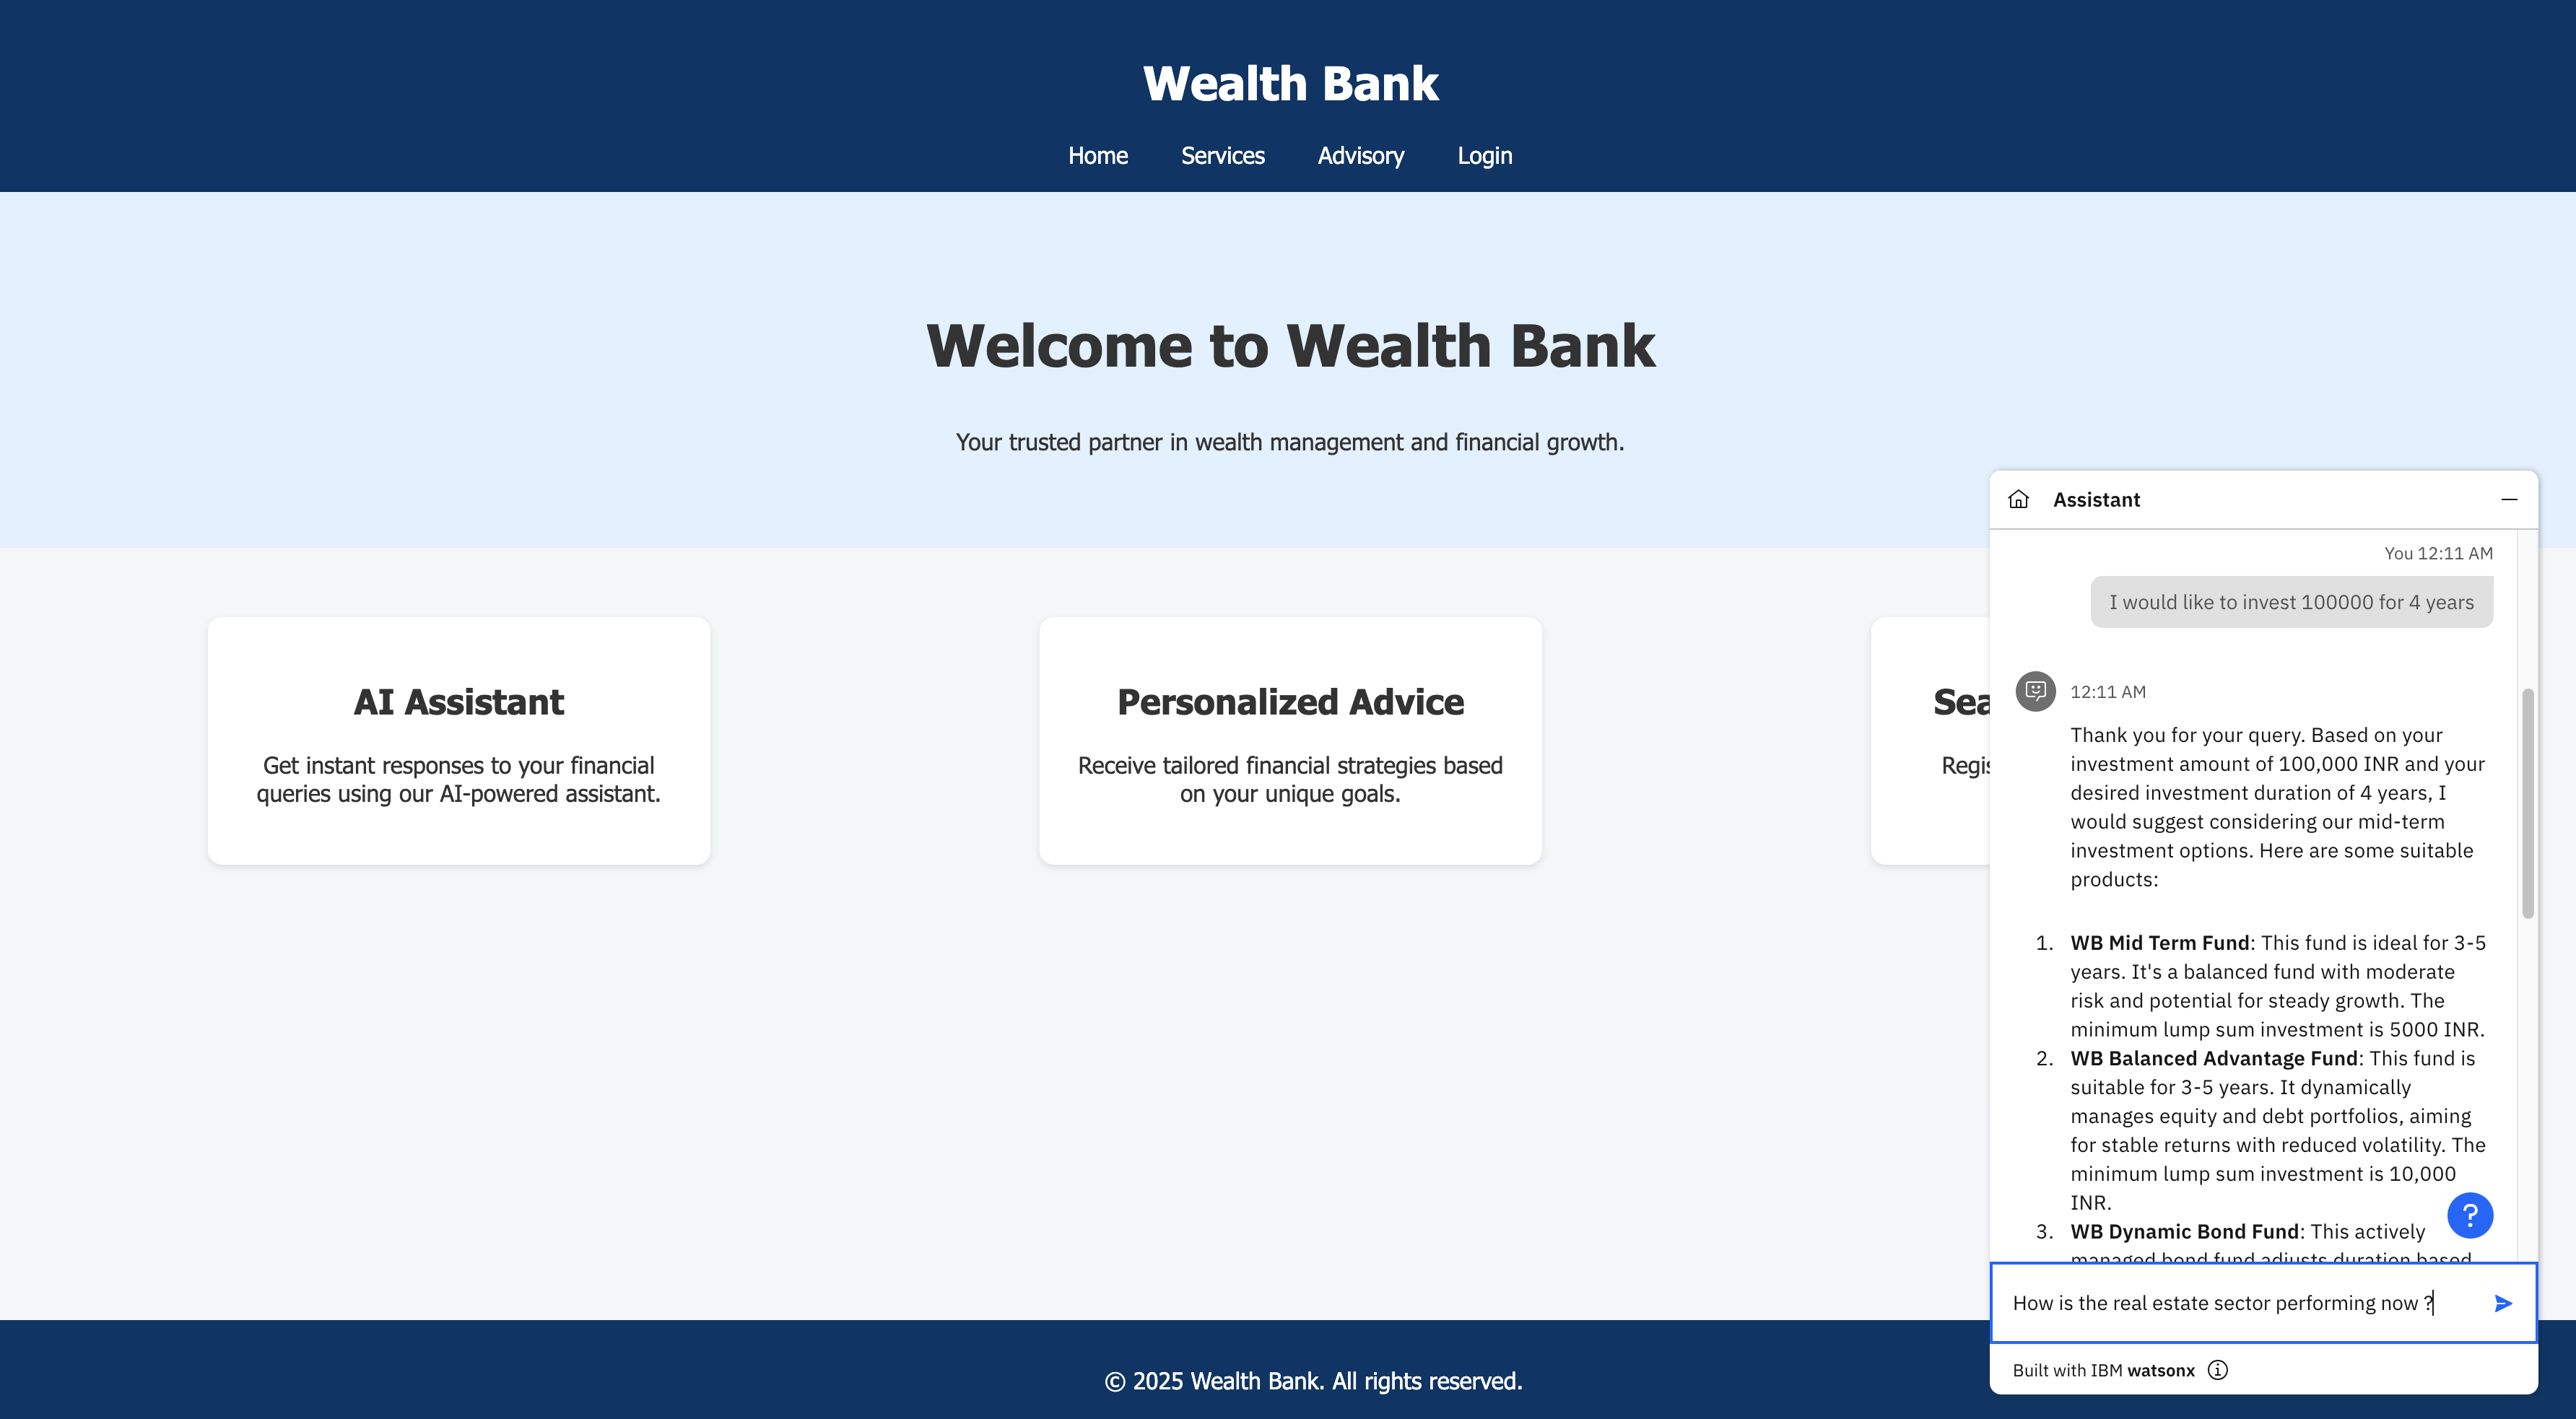 Wealth Bank
Home Services Advisory Login
Welcome to Wealth Bank
Your trusted partner in wealth management and financial growth.
AI Assistant
Get instant responses to your financial
queries using our AI-powered assistant.
Personalized Advice
Receive tailored financial strategies based
on your unique goals.
Sea
Regis
Assistant
You 12:11 AM
I would like to invest 100000 for 4 years
12:11 AM
Thank you for your query. Based on your
investment amount of 100,000 INR and your
desired investment duration of 4 years, I
would suggest considering our mid-term
investment options. Here are some suitable
products:
1. WB Mid Term Fund: This fund is ideal for 3-5
years. It's a balanced fund with moderate
risk and potential for steady growth. The
minimum lump sum investment is 5000 INR.
2. WB Balanced Advantage Fund: This fund is
suitable for 3-5 years. It dynamically
manages equity and debt portfolios, aiming
for stable returns with reduced volatility. The
minimum lump sum investment is 10,000
INR.
3. WB Dynamic Bond Fund: This actively
managed bond fund adjusts duration based
?
How is the real estate sector performing now ?
Built with IBM watsonx
© 2025 Wealth Bank. All rights reserved.